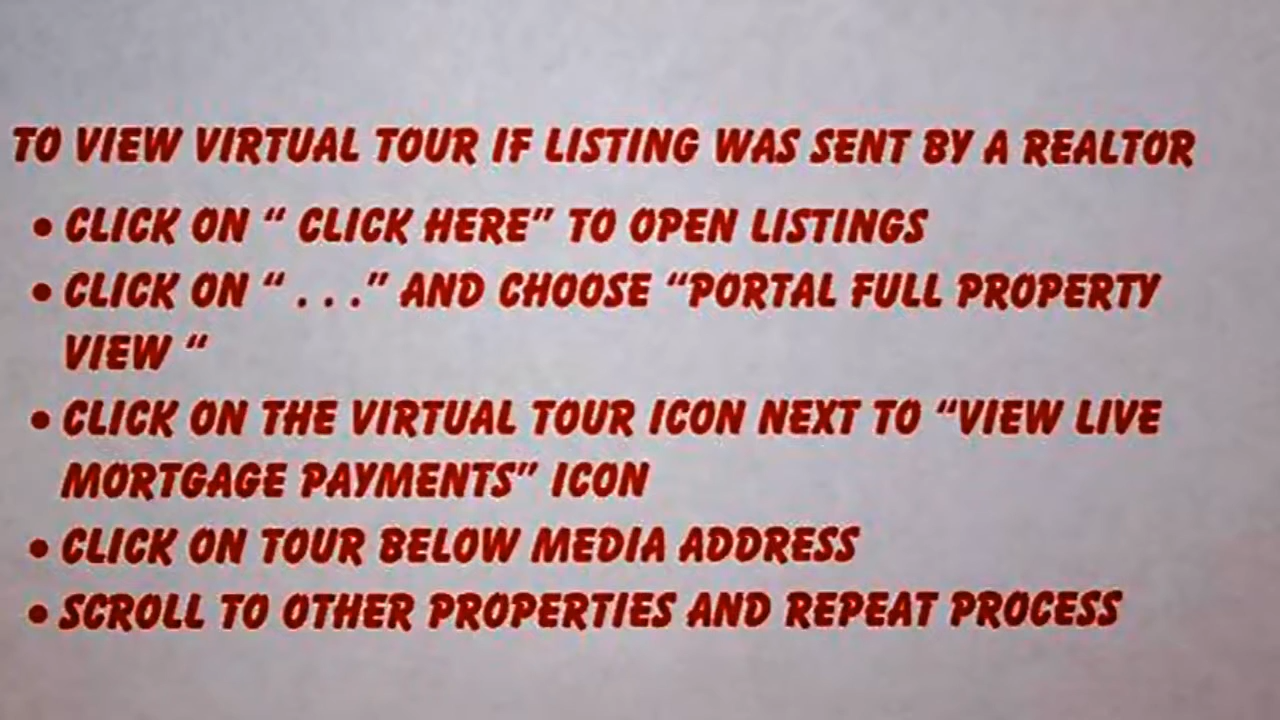 TO VIEW VIRTUAL TOUR IF LISTING WAS SENT BY A REALTOR
• CLICK ON “ CLICK HERE” TO OPEN LISTINGS
• CLICK ON “ . . .” AND CHOOSE “PORTAL FULL PROPERTY
VIEW “
• CLICK ON THE VIRTUAL TOUR ICON NEXT TO “VIEW LIVE
MORTGAGE PAYMENTS” ICON
• CLICK ON TOUR BELOW MEDIA ADDRESS
• SCROLL TO OTHER PROPERTIES AND REPEAT PROCESS